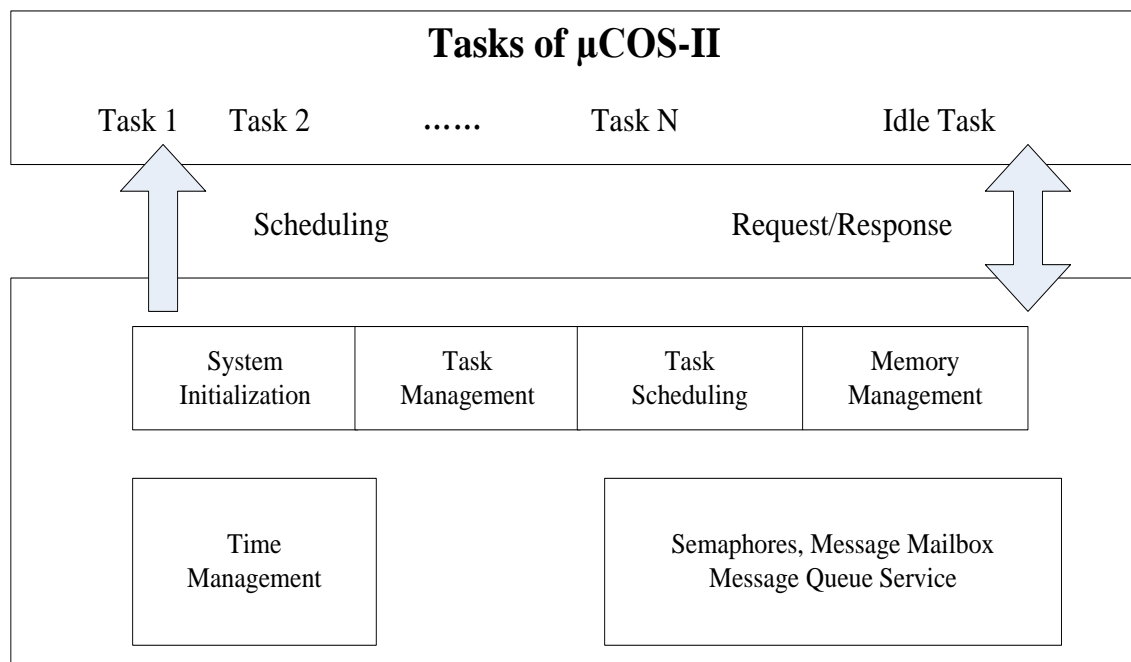 Tasks of μCOS-II
Task 1 Task 2 ...... Task N Idle Task
Scheduling Request/Response
System
Initialization
Task
Management
Task
Scheduling
Memory
Management
Time
Management
Semaphores, Message Mailbox
Message Queue Service